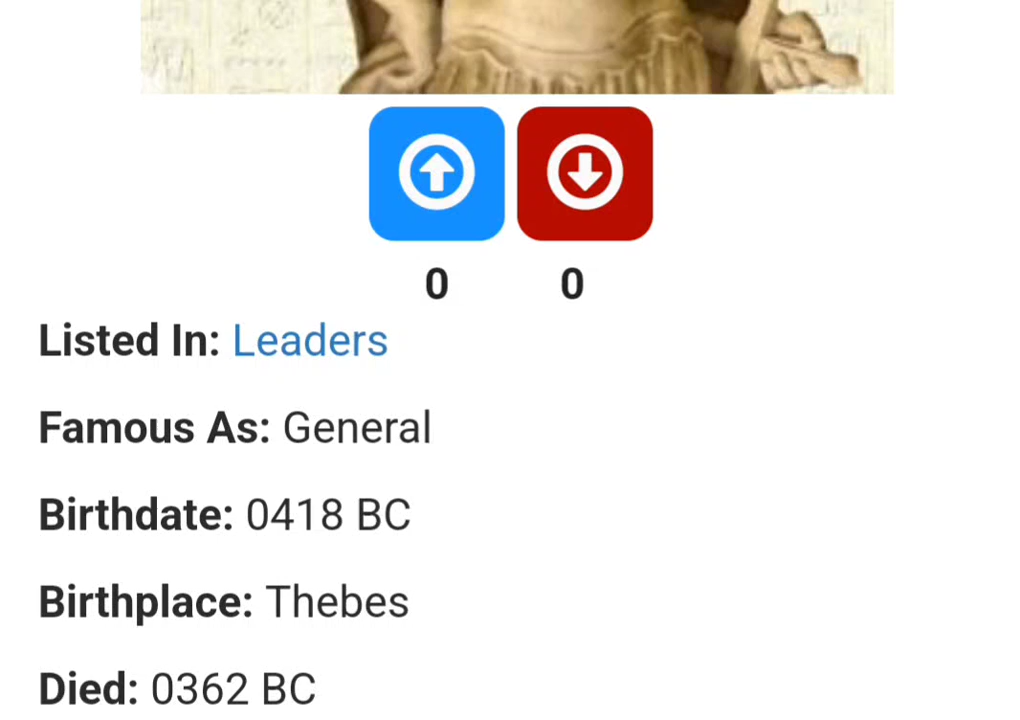 0 0
Listed In: Leaders
Famous As: General
Birthdate: 0418 BC
Birthplace: Thebes
Died: 0362 BC